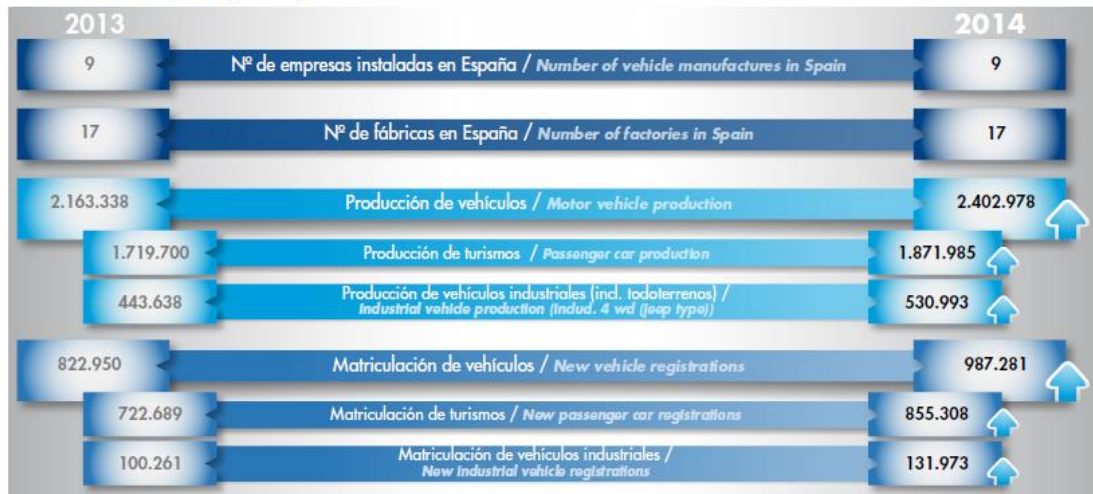 2013 2014
9 Nº de empresas instaladas en España / Number of vehicle manufactures in Spain 9
17 Nº de fábricas en España / Number of factories in Spain 17
2.163.338 Producción de vehículos / Motor vehicle production 2.402.978
1.719.700 Producción de turismos / Passenger car production 1.871.985
443.638 Producción de vehículos industriales (incl. todoterrenos) / 530.993
Industrial vehicle production (includ. 4 wd (jeep type))
822.950 Matriculación de vehículos / New vehicle registrations 987.281
722.689 Matriculación de turismos / New passenger car registrations 855.308
100.261 Matriculación de vehículos industriales / 131.973
New industrial vehicle registrations